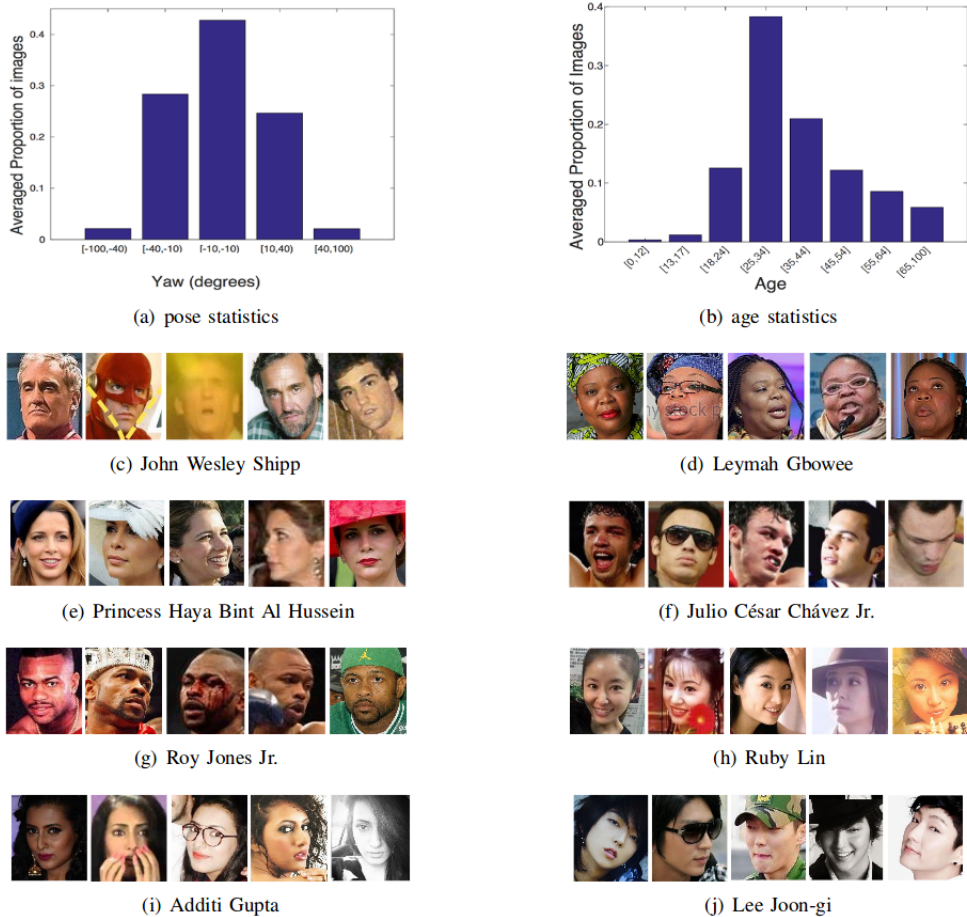 Averaged Proportion of images
0.4
0.3
0.2
0.1
0
[-100,-40)
[-40,-10)
[-10,-10)
[10,40)
[40,100)
Yaw (degrees)
(a) pose statistics
Averaged Proportion of images
0.4
0.3
0.2
0.1
0
[0,12]
[13,17]
[18,24]
[25,34]
[35,44]
[45,54]
[55,64]
[65,100]
Age
(b) age statistics
(c) John Wesley Shipp
ny stock p
(d) Leymah Gbowee
(e) Princess Haya Bint Al Hussein
(f) Julio César Chávez Jr.
(g) Roy Jones Jr.
(h) Ruby Lin
(i) Additi Gupta
(j) Lee Joon-gi